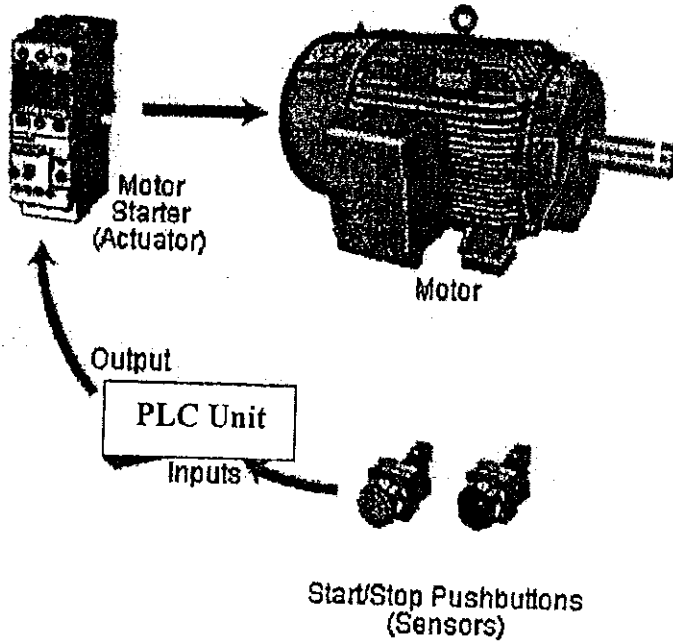 Motor
Starter
(Actuator)
Motor
Output
PLC Unit
Inputs
Start/Stop Pushbuttons
(Sensors)